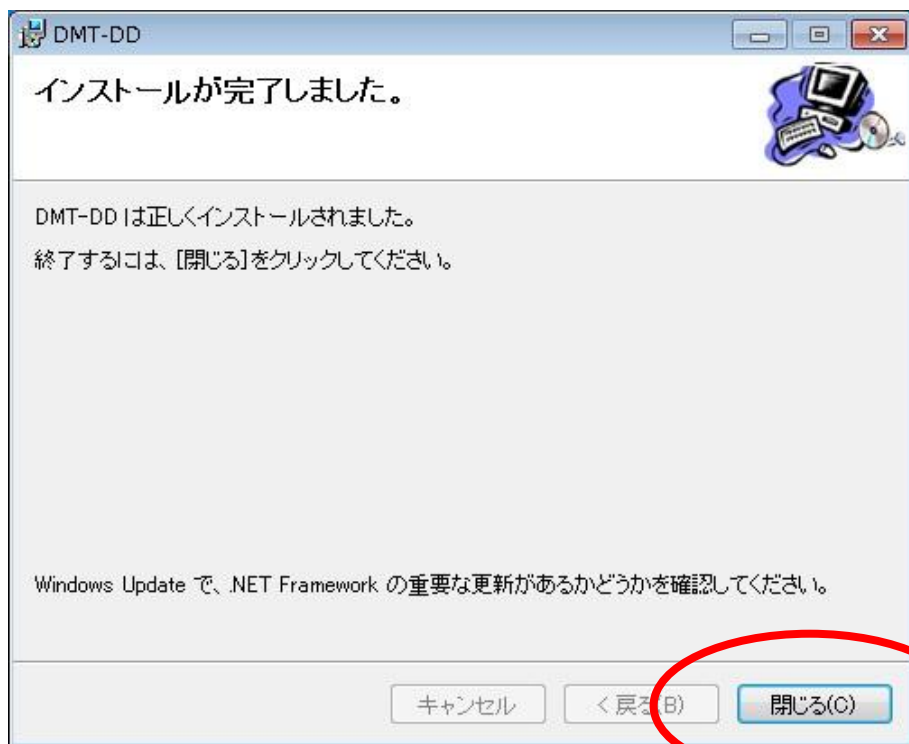 DMT-DD
インストールが完了しました。
DMT-DD は正しくインストールされました。
終了するには、[閉じる]をクリックしてください。
Windows Update で、.NET Framework の重要な更新があるかどうかを確認してください。
キャンセル
< 戻る(B)
閉じる(C)